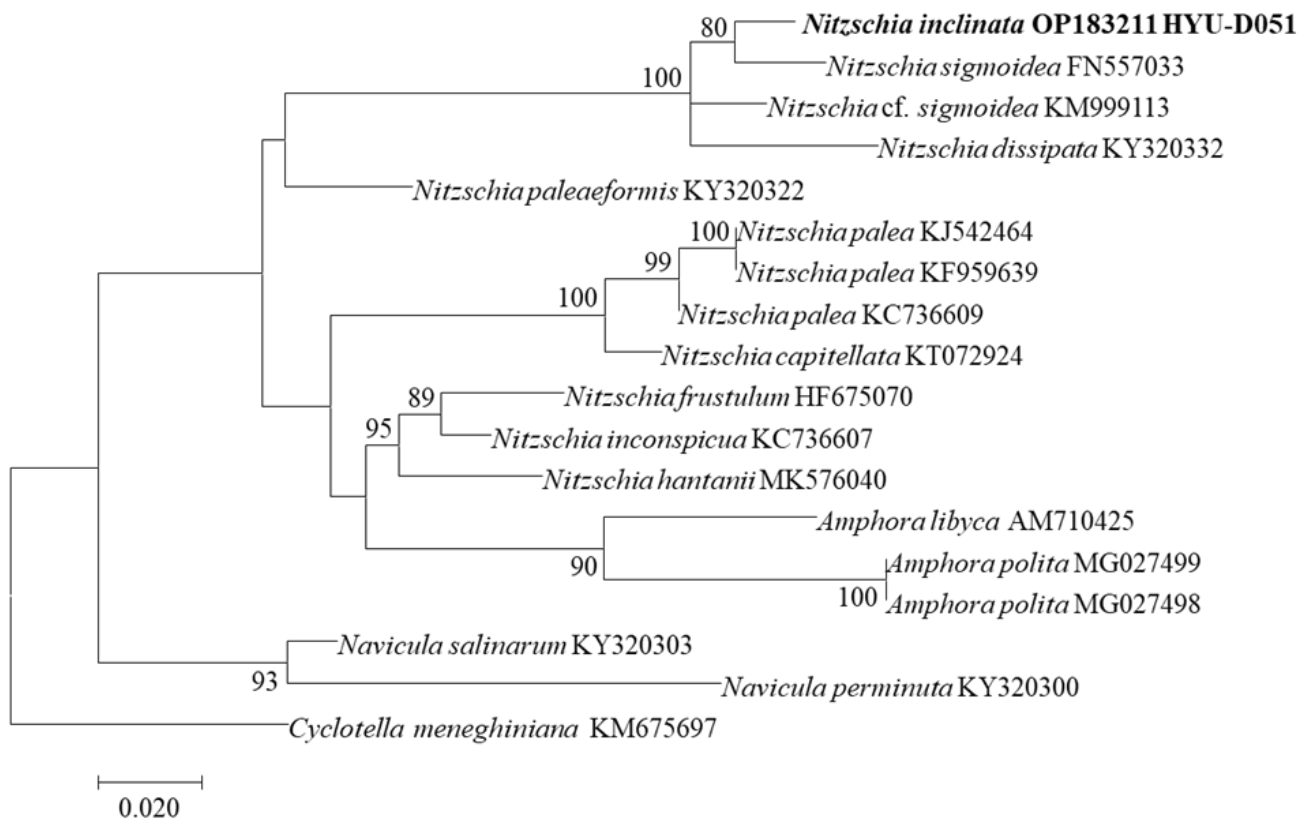 80
Nitzschia inclinata OP183211 HYU-D051
Nitzschia sigmoidea FN557033
100
Nitzschia cf. sigmoidea KM999113
Nitzschia dissipata KY320332
Nitzschia paleaeformis KY320322
100
Nitzschia palea KJ542464
99
Nitzschia palea KF959639
100
Nitzschia palea KC736609
Nitzschia capitellata KT072924
89
Nitzschia frustulum HF675070
95
Nitzschia inconspicua KC736607
Nitzschia hantanii MK576040
Amphora libyca AM710425
90
Amphora polita MG027499
100
Amphora polita MG027498
Navicula salinarum KY320303
93
Navicula perminuta KY320300
Cyclotella meneghiniana KM675697
0.020